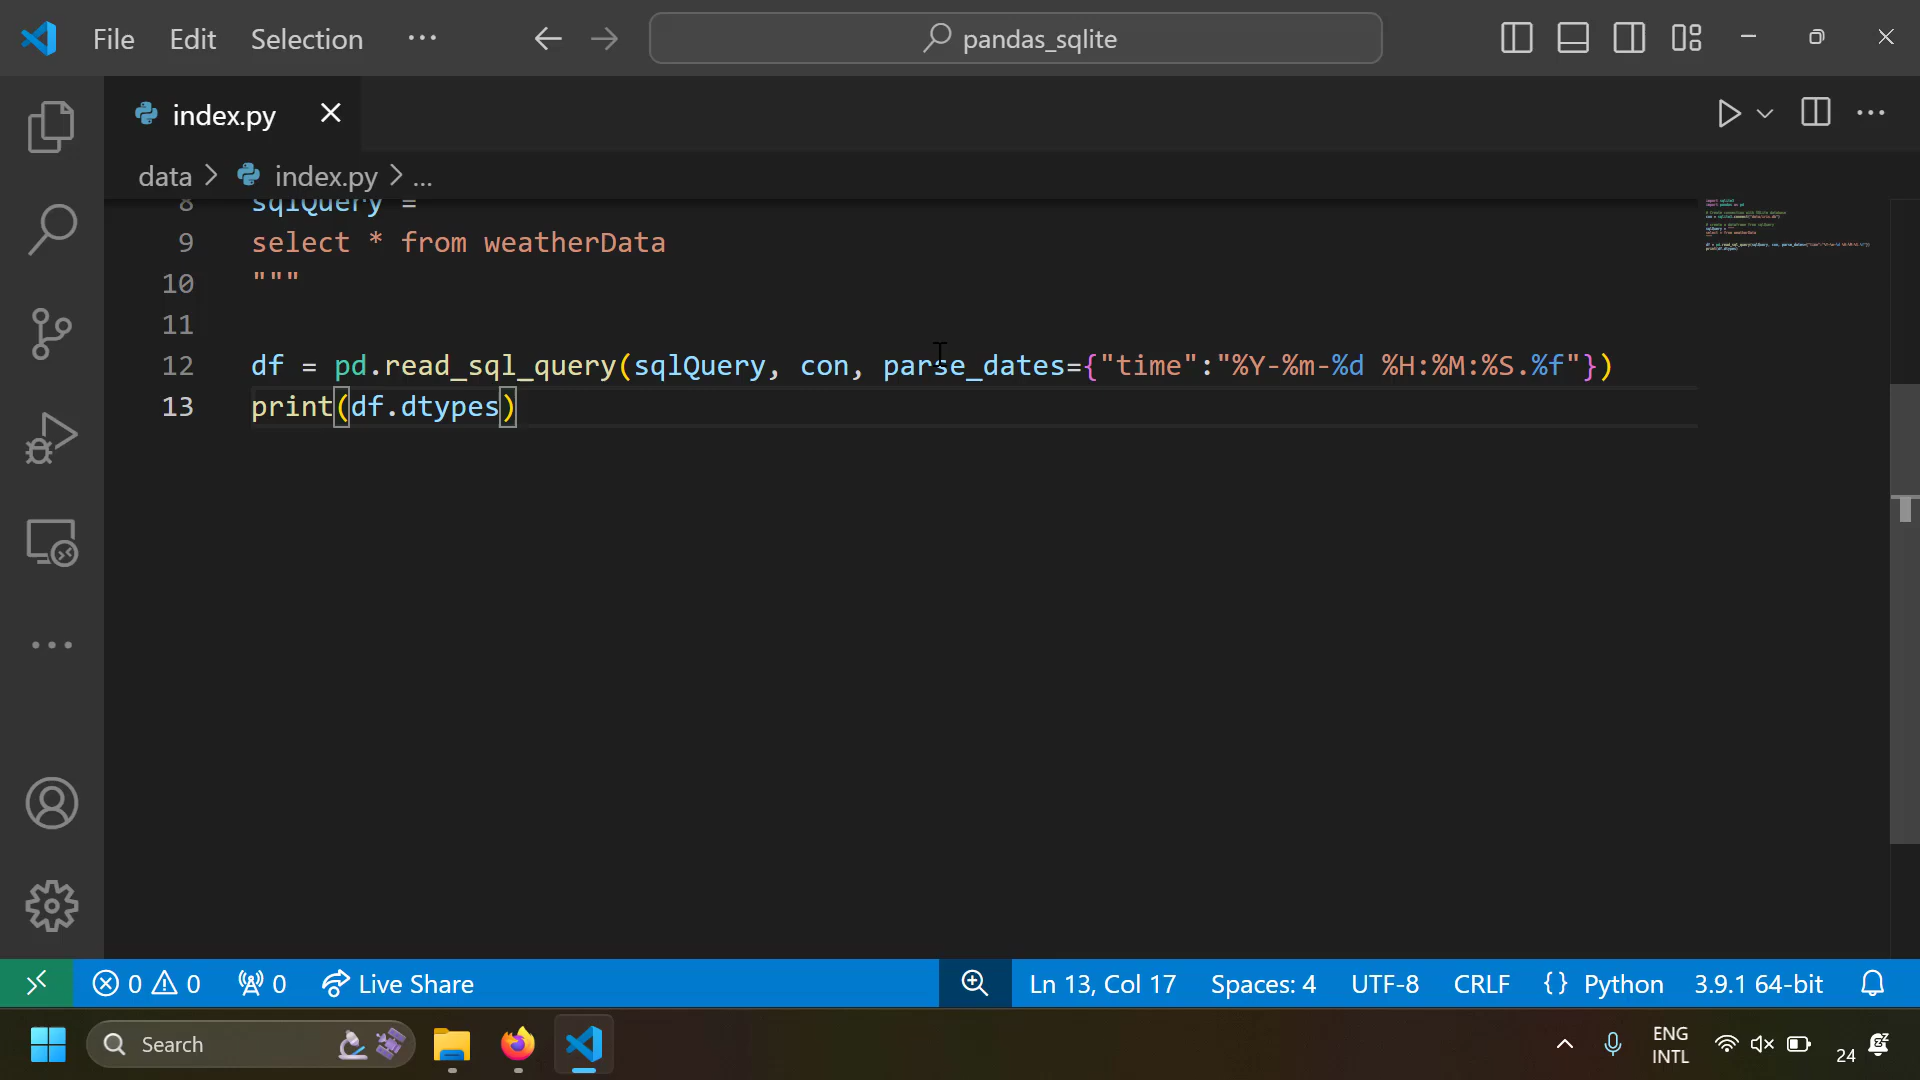 File Edit Selection ... pandas_sqlite
index.py
data > index.py > ...
8 sqlQuery =
9 select * from weatherData
10 """
11
12 df = pd.read_sql_query(sqlQuery, con, parse_dates={"time":"%Y-%m-%d %H:%M:%S.%f"})
13 print(df.dtypes)
0 0 0 Live Share Ln 13, Col 17 Spaces: 4 UTF-8 CRLF {} Python 3.9.1 64-bit
Search ENG
INTL 24